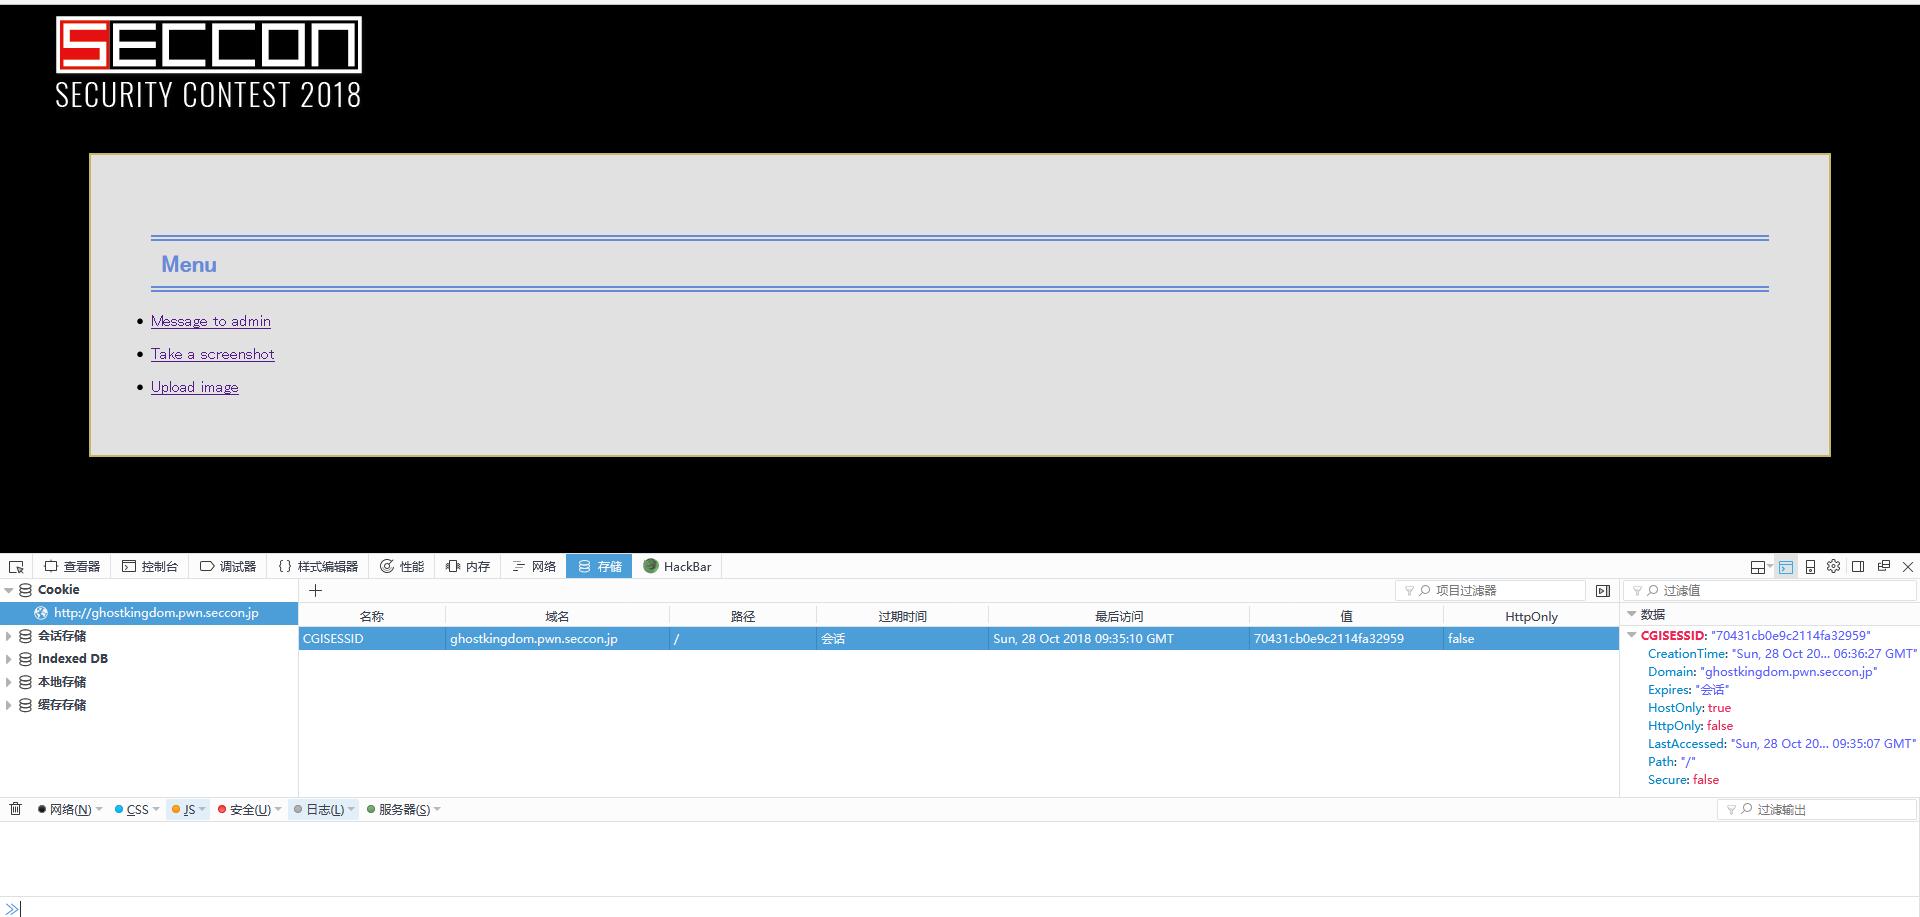 SECCON
SECURITY CONTEST 2018
Menu
Message to admin
Take a screenshot
Upload image
查看器 控制台 调试器 {} 样式编辑器 性能 内存 网络 存储 HackBar
Cookie
http://ghostkingdom.pwn.seccon.jp
会话存储
Indexed DB
本地存储
缓存存储
+ 项目过滤器
名称 域名 路径 过期时间 最后访问 值 HttpOnly
CGISESSID ghostkingdom.pwn.seccon.jp / 会话 Sun, 28 Oct 2018 09:35:10 GMT 70431cb0e9c2114fa32959 false
过滤值
数据
CGISESSID: "70431cb0e9c2114fa32959"
CreationTime: "Sun, 28 Oct 20... 06:36:27 GMT"
Domain: "ghostkingdom.pwn.seccon.jp"
Expires: "会话"
HostOnly: true
HttpOnly: false
LastAccessed: "Sun, 28 Oct 20... 09:35:07 GMT"
Path: "/"
Secure: false
网络(N) CSS JS 安全(U) 日志(L) 服务器(S) 过滤输出